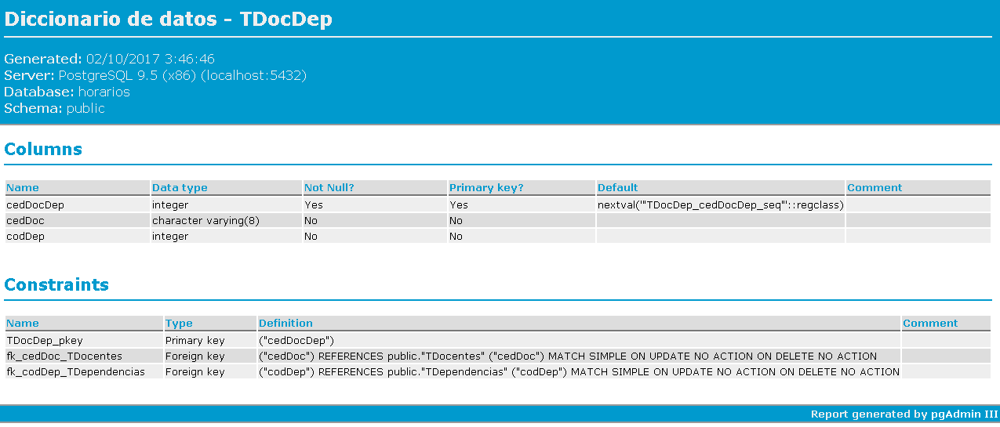 Diccionario de datos - TDocDep
Generated: 02/10/2017 3:46:46
Server: PostgreSQL 9.5 (x86) (localhost:5432)
Database: horarios
Schema: public
Columns
Name Data type Not Null? Primary key? Default Comment
cedDocDep integer Yes Yes nextval('"TDocDep_cedDocDep_seq"'::regclass)
cedDoc character varying(8) No No
codDep integer No No
Constraints
Name Type Definition Comment
TDocDep_pkey Primary key ("cedDocDep")
fk_cedDoc_TDocentes Foreign key ("cedDoc") REFERENCES public."TDocentes" ("cedDoc") MATCH SIMPLE ON UPDATE NO ACTION ON DELETE NO ACTION
fk_codDep_TDependencias Foreign key ("codDep") REFERENCES public."TDependencias" ("codDep") MATCH SIMPLE ON UPDATE NO ACTION ON DELETE NO ACTION
Report generated by pgAdmin III